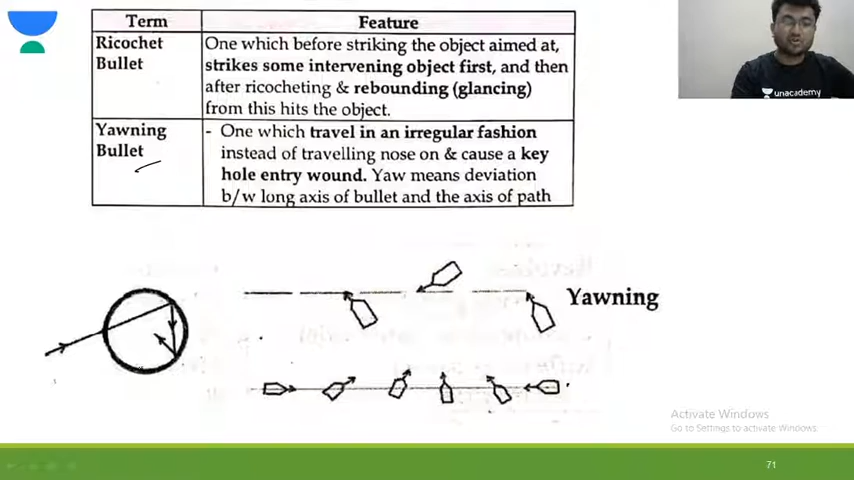 Term Feature
Ricochet One which before striking the object aimed at,
Bullet strikes some intervening object first, and then
after ricocheting & rebounding (glancing)
from this hits the object.
Yawning - One which travel in an irregular fashion
Bullet instead of travelling nose on & cause a key
hole entry wound. Yaw means deviation
b/w long axis of bullet and the axis of path
Yawning
unacademy
Activate Windows
Go to Settings to activate Windows.
71